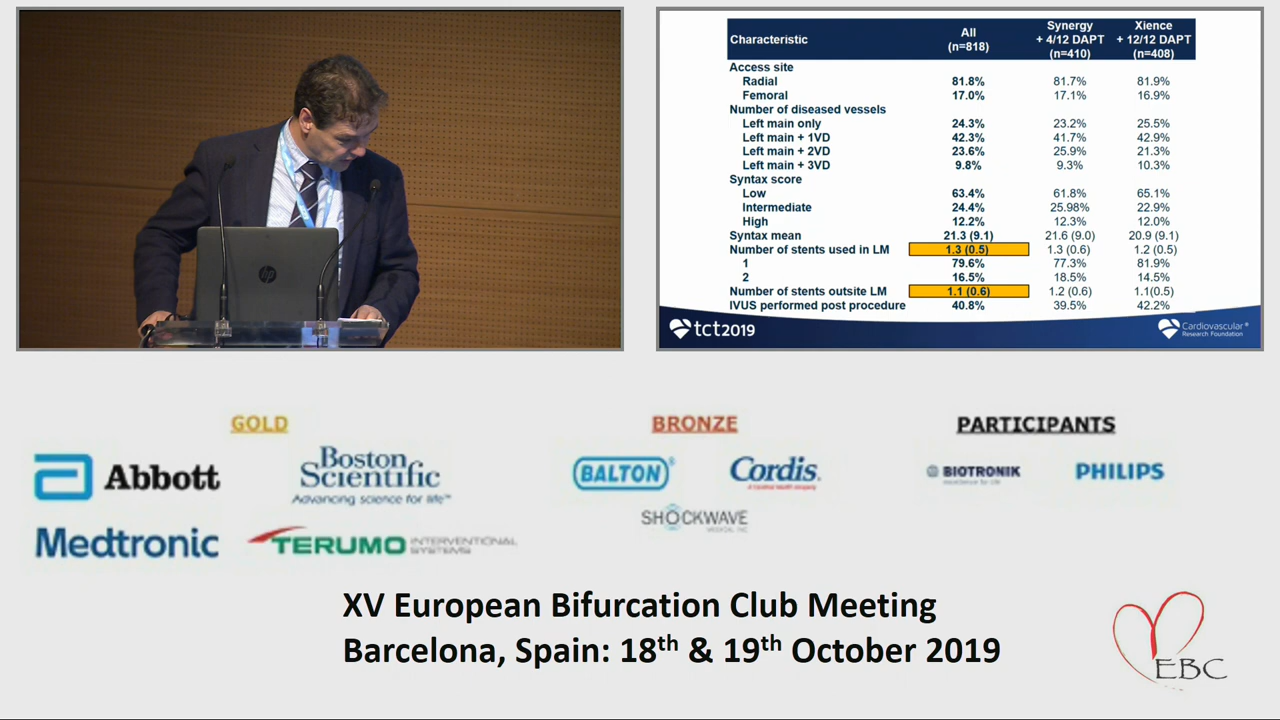 Characteristic All (n=818) Synergy + 4/12 DAPT (n=410) Xience + 12/12 DAPT (n=408)
Access site
Radial 81.8% 81.7% 81.9%
Femoral 17.0% 17.1% 16.9%
Number of diseased vessels
Left main only 24.3% 23.2% 25.5%
Left main + 1VD 42.3% 41.7% 42.9%
Left main + 2VD 23.6% 25.9% 21.3%
Left main + 3VD 9.8% 9.3% 10.3%
Syntax score
Low 63.4% 61.8% 65.1%
Intermediate 24.4% 25.98% 22.9%
High 12.2% 12.3% 12.0%
Syntax mean 21.3 (9.1) 21.6 (9.0) 20.9 (9.1)
Number of stents used in LM 1.3 (0.5) 1.3 (0.6) 1.2 (0.5)
1 79.6% 77.3% 81.9%
2 16.5% 18.5% 14.5%
Number of stents outside LM 1.1 (0.6) 1.2 (0.6) 1.1(0.5)
IVUS performed post procedure 40.8% 39.5% 42.2%
tct2019 Cardiovascular® Research Foundation
hp
GOLD
Abbott
Boston Scientific
Advancing science for life™
Medtronic
TERUMO INTERVENTIONAL SYSTEMS
BRONZE
BALTON®
Cordis.
SHOCKWAVE
PARTICIPANTS
BIOTRONIK
PHILIPS
XV European Bifurcation Club Meeting
Barcelona, Spain: 18th & 19th October 2019
EBC